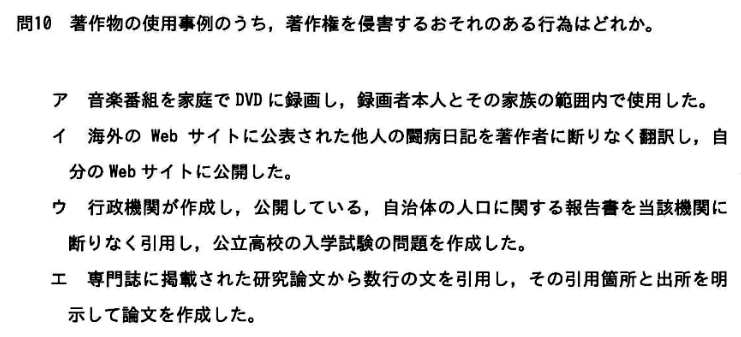 問10 著作物の使用事例のうち，著作権を侵害するおそれのある行為はどれか。
ア 音楽番組を家庭で DVD に録画し，録画者本人とその家族の範囲内で使用した。
イ 海外の Web サイトに公表された他人の闘病日記を著作者に断りなく翻訳し，自
分の Web サイトに公開した。
ウ 行政機関が作成し，公開している，自治体の人口に関する報告書を当該機関に
断りなく引用し，公立高校の入学試験の問題を作成した。
エ 専門誌に掲載された研究論文から数行の文を引用し，その引用箇所と出所を明
示して論文を作成した。